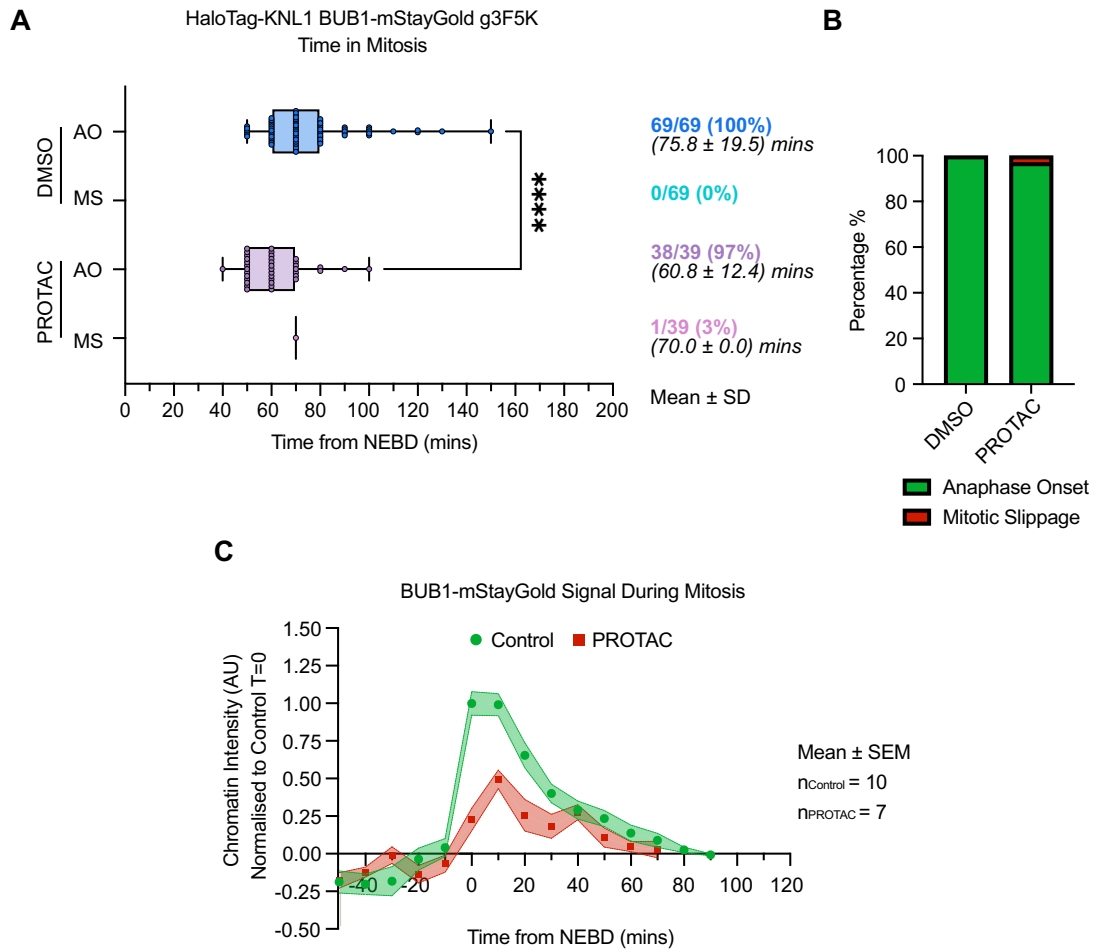 A
HaloTag-KNL1 BUB1-mStayGold g3F5K
Time in Mitosis
DMSO
AO
MS
PROTAC
AO
MS
****
69/69 (100%)
(75.8 ± 19.5) mins
0/69 (0%)
38/39 (97%)
(60.8 ± 12.4) mins
1/39 (3%)
(70.0 ± 0.0) mins
Mean ± SD
0 20 40 60 80 100 120 140 160 180 200
Time from NEBD (mins)
B
Percentage %
100
80
60
40
20
0
DMSO
PROTAC
Anaphase Onset
Mitotic Slippage
C
BUB1-mStayGold Signal During Mitosis
Control
PROTAC
Chromatin Intensity (AU)
Normalised to Control T=0
1.50
1.25
1.00
0.75
0.50
0.25
0.00
-0.25
-0.50
-40 -20 0 20 40 60 80 100 120
Time from NEBD (mins)
Mean ± SEM
nControl = 10
nPROTAC = 7